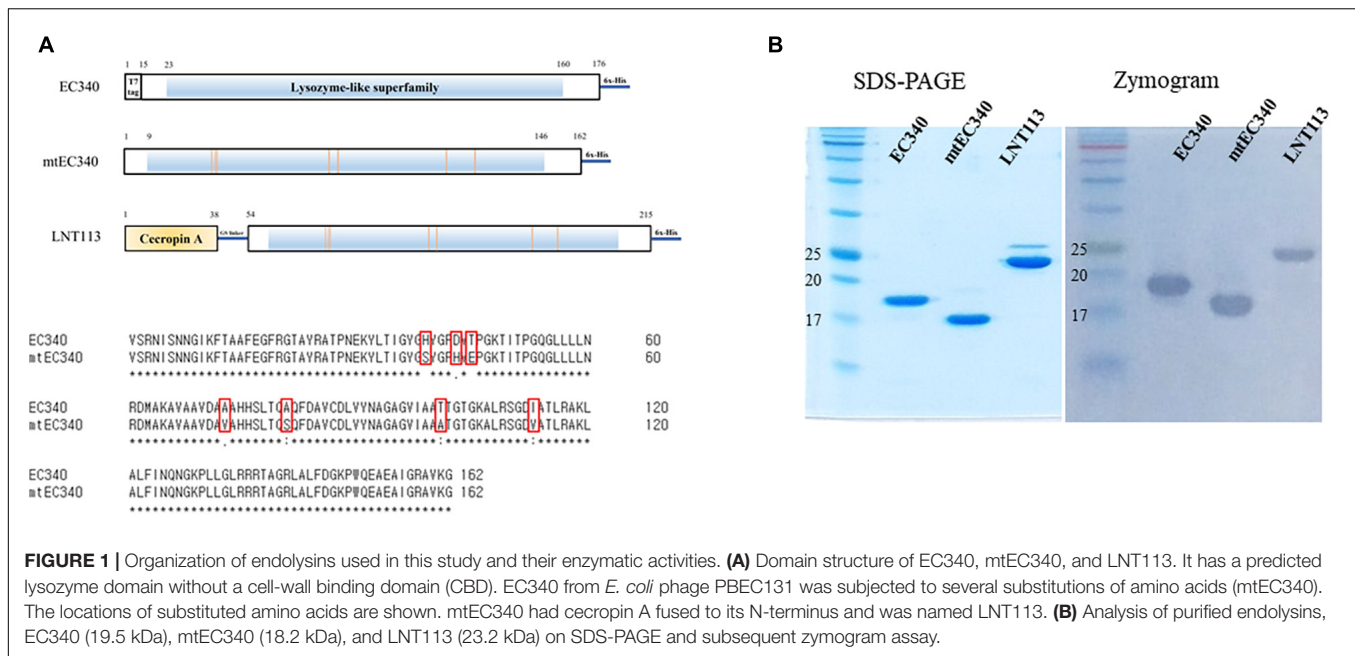 A
B
1 15 23 160 176
EC340
T7
tag
Lysozyme-like superfamily
6x-His
1 9 146 162
mtEC340
6x-His
1 38 54 215
LNT113
Cecropin A
GS linker
6x-His
SDS-PAGE
Zymogram
EC340
mtEC340
LNT113
EC340
mtEC340
LNT113
25
20
17
25
20
17
EC340 VSRNISNNGIKFTAAFEGFRGTAYRATPNEKYLTIGYGHYGPDVTPGKTITPGQGLLLLN 60
mtEC340 VSRNISNNGIKFTAAFEGFRGTAYRATPNEKYLTIGYGSYGPHVEPGKTITPGQGLLLLN 60
EC340 RDMAKAVAAVDAAAHHSLTQAQFDAVCDLVYNAGAGVIAATTGTGKALRSGDIATLRAKL 120
mtEC340 RDMAKAVAAVDAVAHHSLTQSQFDAVCDLVYNAGAGVIAAATGTGKALRSGDVATLRAKL 120
EC340 ALFINQNGKPLLGLRRRTAGRLALFDGKPWQEAEAIGRAVKG 162
mtEC340 ALFINQNGKPLLGLRRRTAGRLALFDGKPWQEAEAIGRAVKG 162
******************************************
FIGURE 1 | Organization of endolysins used in this study and their enzymatic activities. (A) Domain structure of EC340, mtEC340, and LNT113. It has a predicted
lysozyme domain without a cell-wall binding domain (CBD). EC340 from E. coli phage PBEC131 was subjected to several substitutions of amino acids (mtEC340).
The locations of substituted amino acids are shown. mtEC340 had cecropin A fused to its N-terminus and was named LNT113. (B) Analysis of purified endolysins,
EC340 (19.5 kDa), mtEC340 (18.2 kDa), and LNT113 (23.2 kDa) on SDS-PAGE and subsequent zymogram assay.